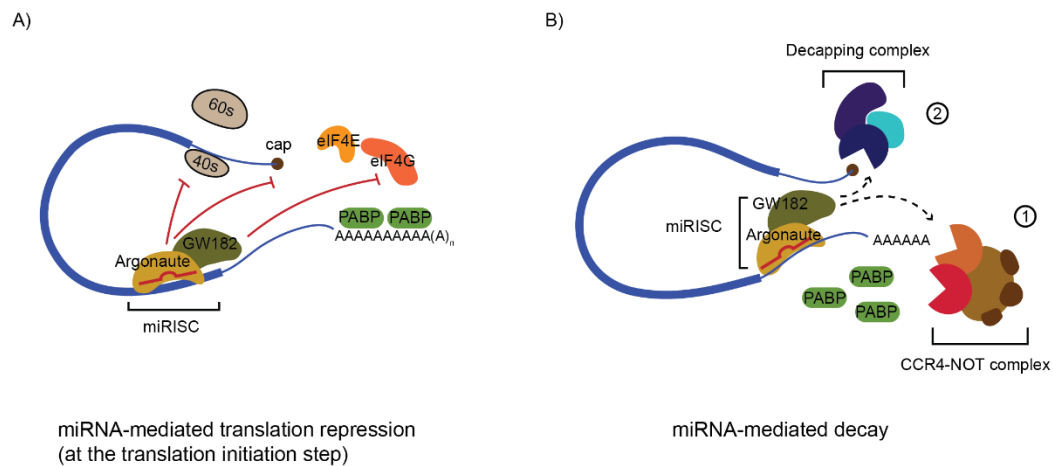 A)
60s
40s
cap
eIF4E
eIF4G
PABP PABP
AAAAAAAAAA(A)n
GW182
Argonaute
miRISC
miRNA-mediated translation repression
(at the translation initiation step)
B)
Decapping complex
2
GW182
miRISC
Argonaute
1
AAAAAA
PABP
PABP
PABP
CCR4-NOT complex
miRNA-mediated decay